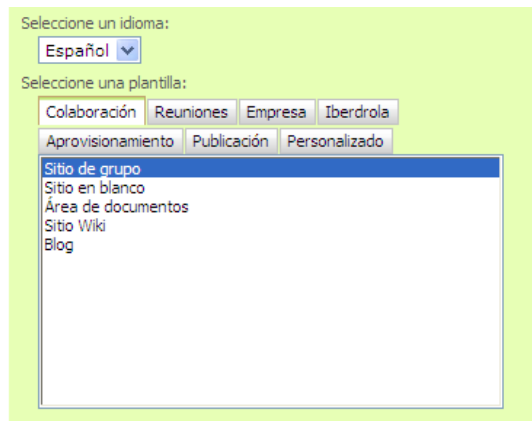 Seleccione un idioma:
Español
Seleccione una plantilla:
Colaboración Reuniones Empresa Iberdrola
Aprovisionamiento Publicación Personalizado
Sitio de grupo
Sitio en blanco
Área de documentos
Sitio Wiki
Blog